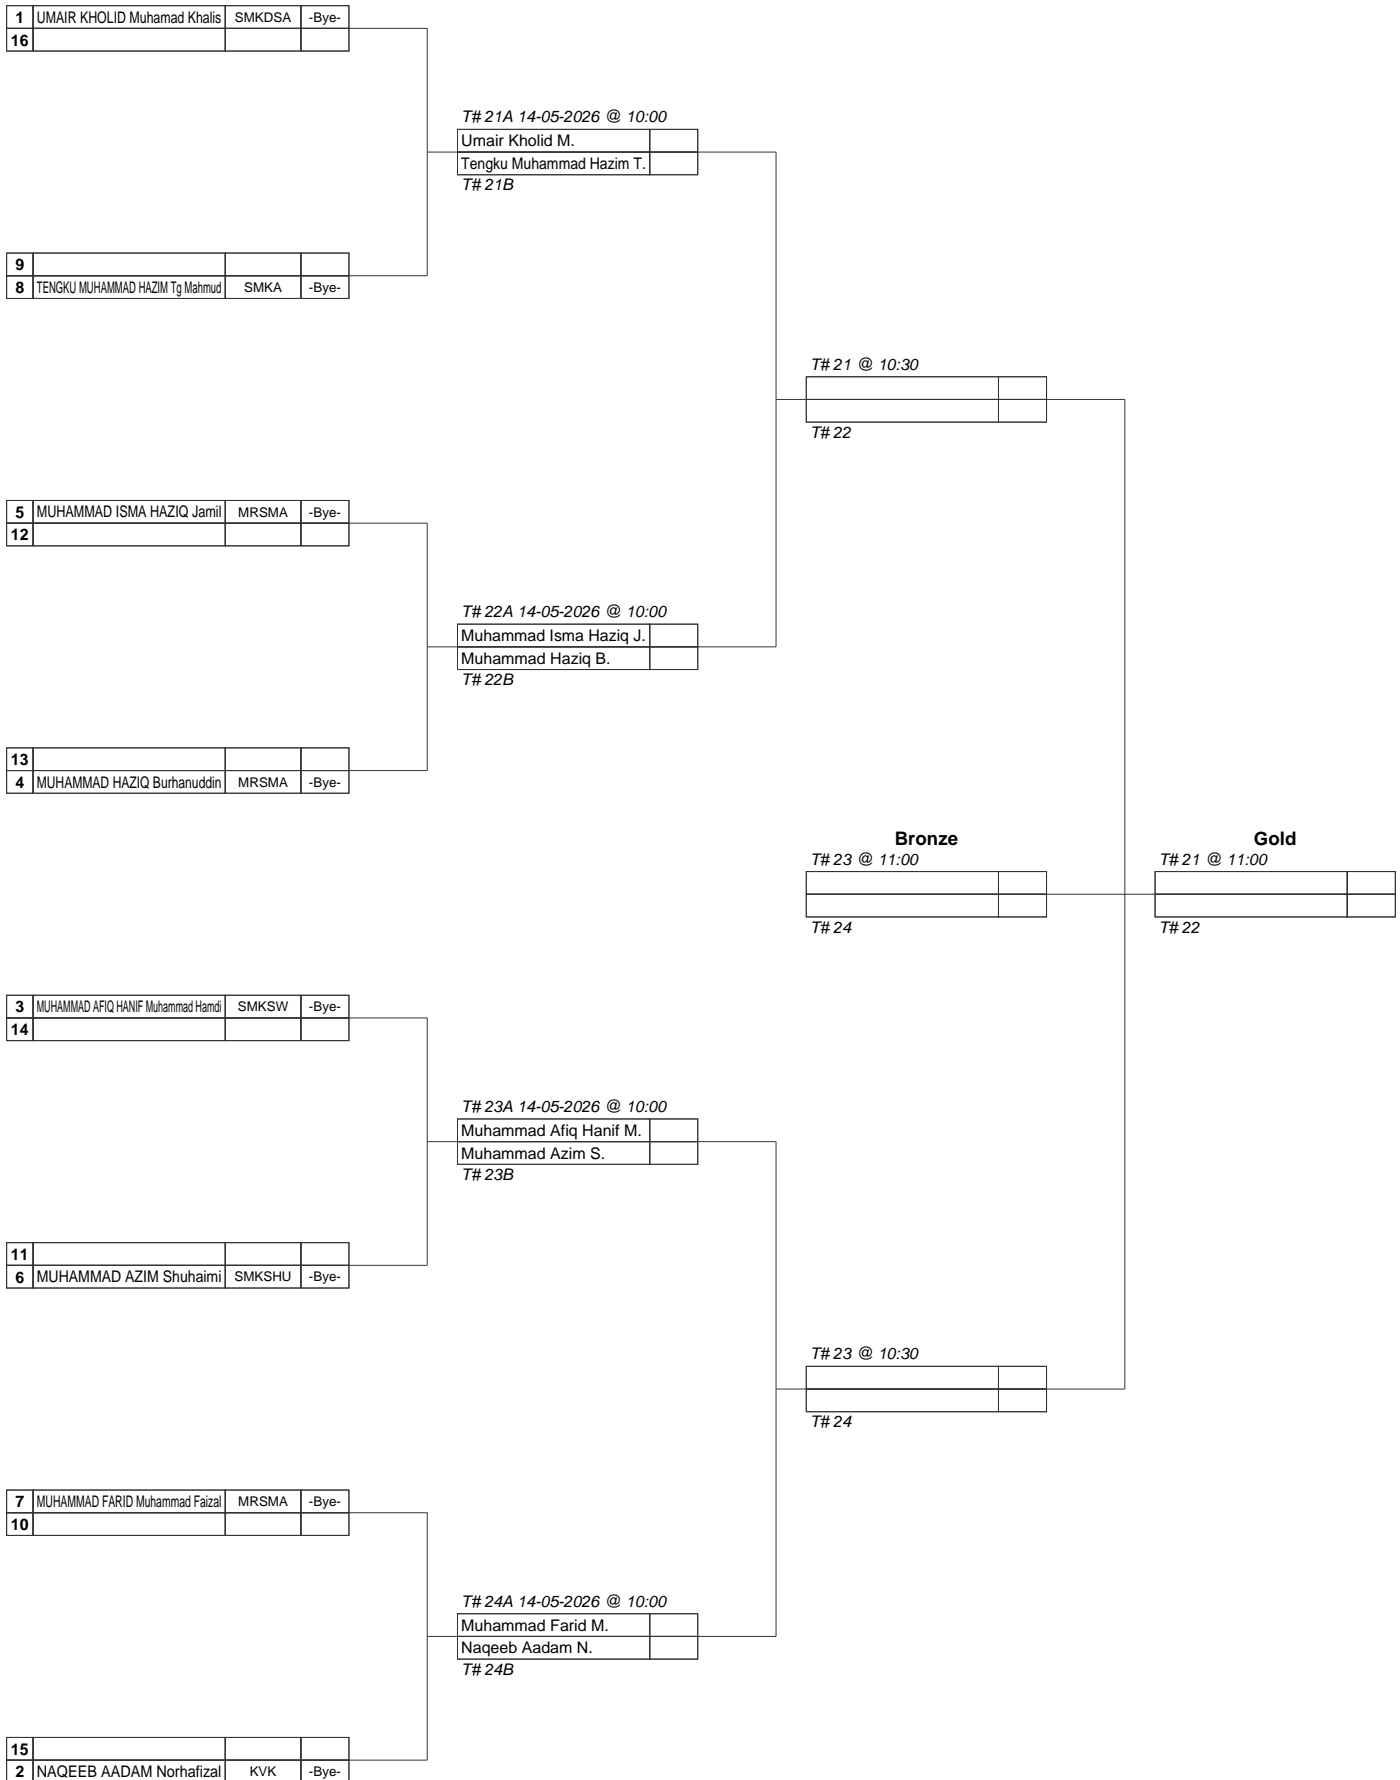 1 UMAIR KHOLID Muhamad Khalis SMKDSA -Bye-
16
T# 21A 14-05-2026 @ 10:00
Umair Kholid M.
Tengku Muhammad Hazim T.
T# 21B
9
8 TENGKU MUHAMMAD HAZIM Tg Mahmud SMKA -Bye-
T# 21 @ 10:30
T# 22
5 MUHAMMAD ISMA HAZIQ Jamil MRSMA -Bye-
12
T# 22A 14-05-2026 @ 10:00
Muhammad Isma Haziq J.
Muhammad Haziq B.
T# 22B
13
4 MUHAMMAD HAZIQ Burhanuddin MRSMA -Bye-
Bronze Gold
T# 23 @ 11:00 T# 21 @ 11:00
T# 24 T# 22
3 MUHAMMAD AFIQ HANIF Muhammad Hamdi SMKSW -Bye-
14
T# 23A 14-05-2026 @ 10:00
Muhammad Afiq Hanif M.
Muhammad Azim S.
T# 23B
11
6 MUHAMMAD AZIM Shuhaimi SMKSHU -Bye-
T# 23 @ 10:30
T# 24
7 MUHAMMAD FARID Muhammad Faizal MRSMA -Bye-
10
T# 24A 14-05-2026 @ 10:00
Muhammad Farid M.
Naqeeb Aadam N.
T# 24B
15
2 NAQEEB AADAM Norhafizal KVK -Bye-